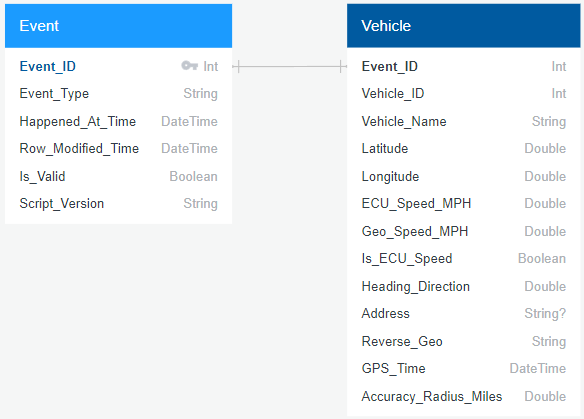 Event
Event_ID Int
Event_Type String
Happened_At_Time DateTime
Row_Modified_Time DateTime
Is_Valid Boolean
Script_Version String
Vehicle
Event_ID Int
Vehicle_ID Int
Vehicle_Name String
Latitude Double
Longitude Double
ECU_Speed_MPH Double
Geo_Speed_MPH Double
Is_ECU_Speed Boolean
Heading_Direction Double
Address String?
Reverse_Geo String
GPS_Time DateTime
Accuracy_Radius_Miles Double